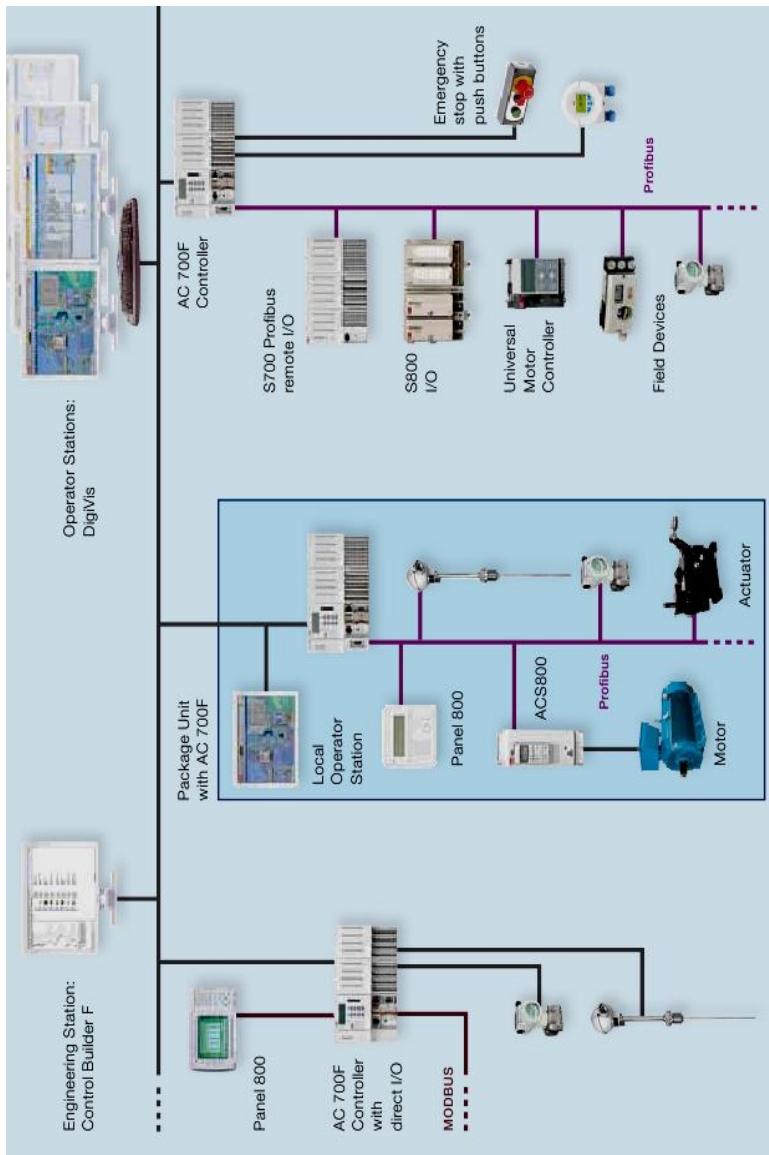 Engineering Station:
Control Builder F
Operator Stations:
DigiVis
Package Unit
with AC 700F
AC 700F
Controller
Panel 800
Local
Operator
Station
S700 Profibus
remote I/O
Emergency
stop with
push buttons
AC 700F
Controller
with
direct I/O
Panel 800
S800
I/O
MODBUS
ACS800
Universal
Motor
Controller
Profibus
Field Devices
Profibus
Motor
Actuator